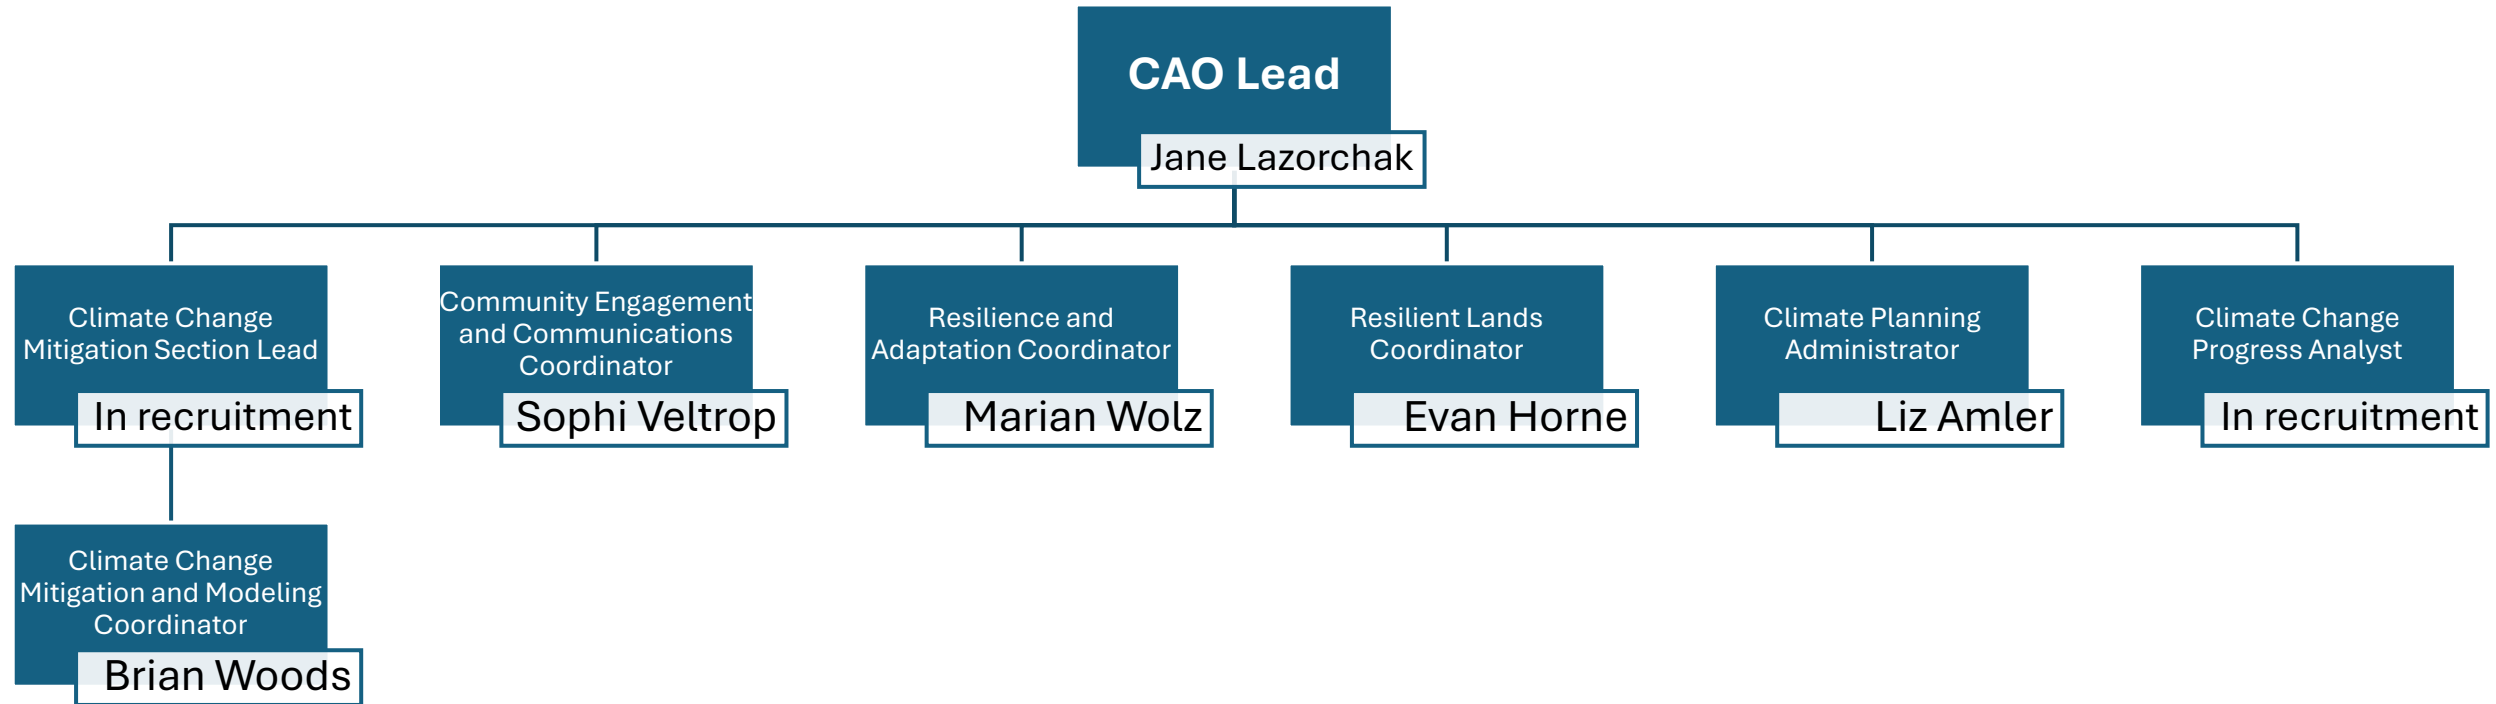 CAO Lead
Jane Lazorchak
Climate Change
Mitigation Section Lead
In recruitment
Community Engagement
and Communications
Coordinator
Sophi Veltrop
Resilience and
Adaptation Coordinator
Marian Wolz
Resilient Lands
Coordinator
Evan Horne
Climate Planning
Administrator
Liz Amler
Climate Change
Progress Analyst
In recruitment
Climate Change
Mitigation and Modeling
Coordinator
Brian Woods